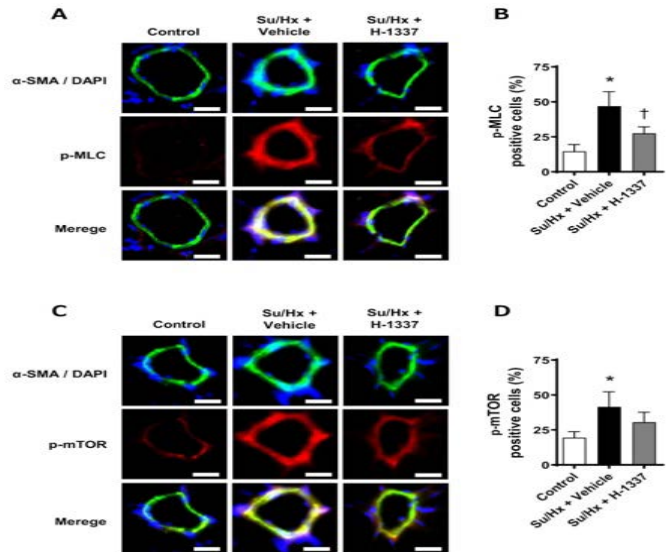 A
Control
Su/Hx +
Vehicle
Su/Hx +
H-1337
α-SMA / DAPI
p-MLC
Merege
B
p-MLC
positive cells (%)
75
50
25
0
*
†
Control
Su/Hx + Vehicle
Su/Hx + H-1337
C
Control
Su/Hx +
Vehicle
Su/Hx +
H-1337
α-SMA / DAPI
p-mTOR
Merege
D
p-mTOR
positive cells (%)
75
50
25
0
*
Control
Su/Hx + Vehicle
Su/Hx + H-1337